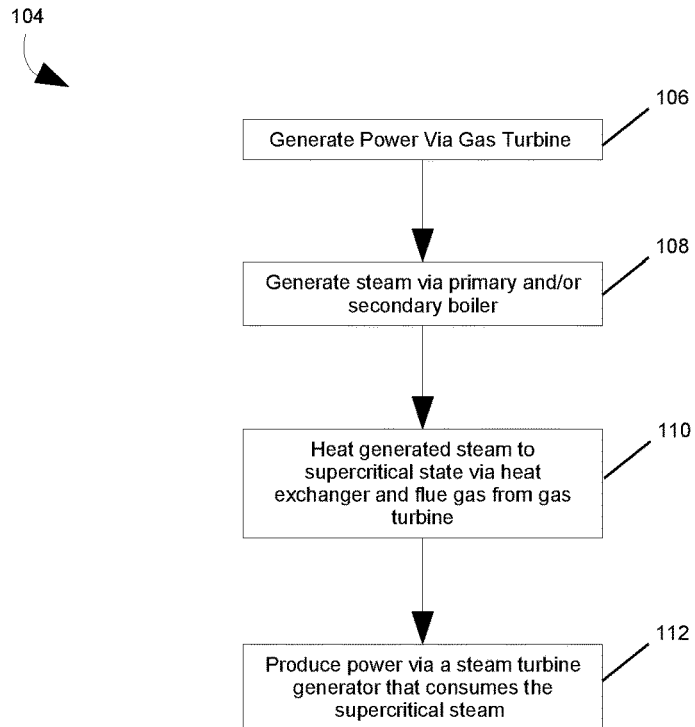 104
106
Generate Power Via Gas Turbine
108
Generate steam via primary and/or
secondary boiler
110
Heat generated steam to
supercritical state via heat
exchanger and flue gas from gas
turbine
112
Produce power via a steam turbine
generator that consumes the
supercritical steam